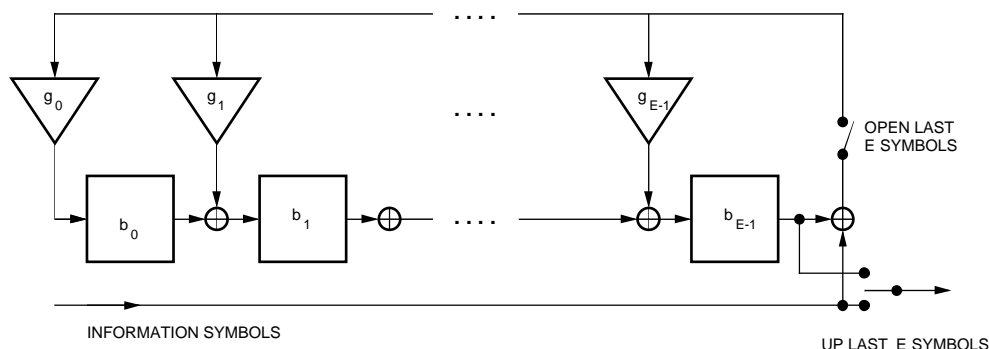 g0
g1
gE-1
OPEN LAST
E SYMBOLS
b0
b1
bE-1
INFORMATION SYMBOLS
UP LAST E SYMBOLS